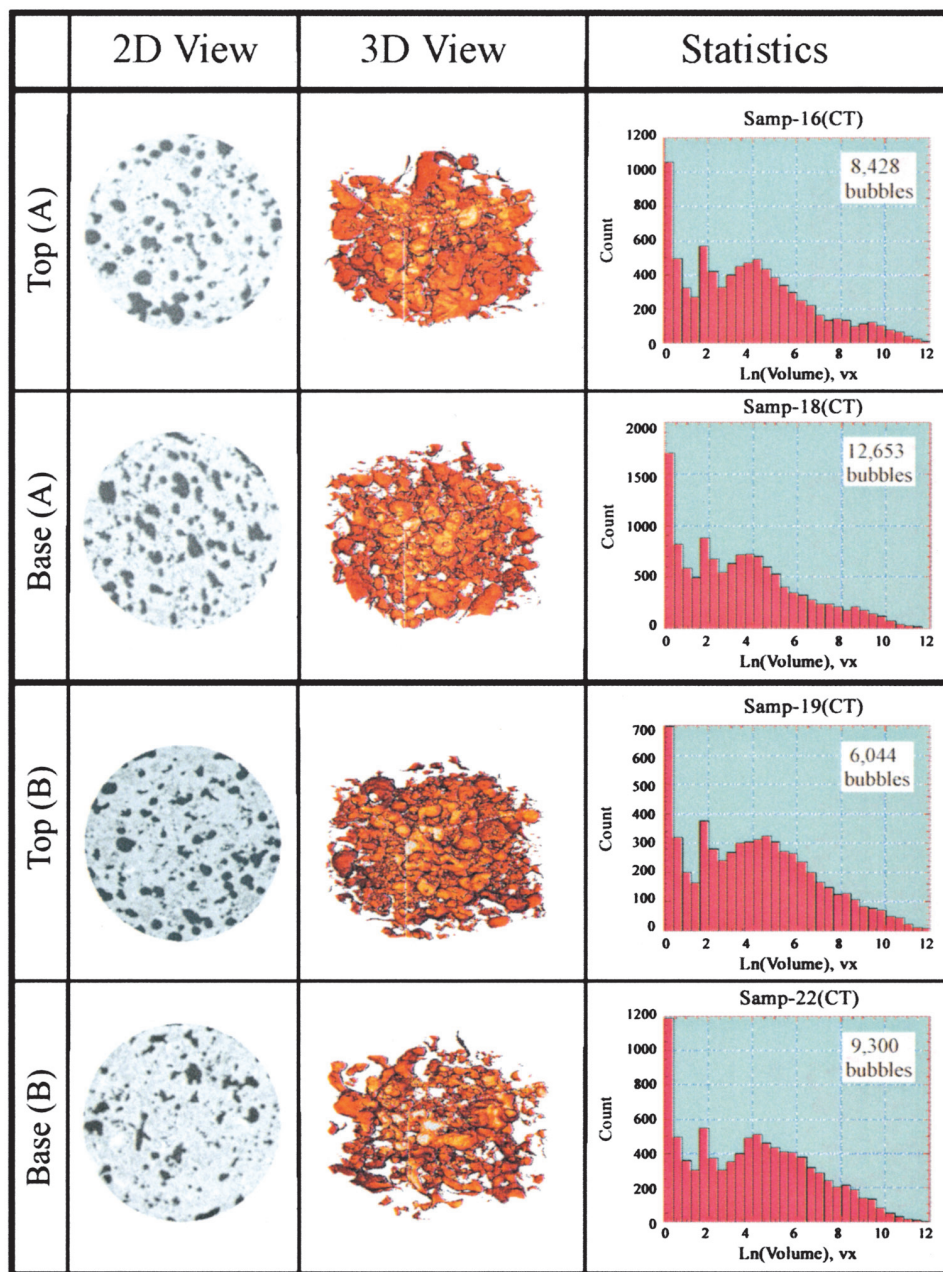 2D View 3D View Statistics
Top (A)
Samp-16(CT)
1200
1000
800
600
400
200
0
Count
8,428
bubbles
0 2 4 6 8 10 12
Ln(Volume), vx
Base (A)
Samp-18(CT)
2000
1500
1000
500
0
Count
12,653
bubbles
0 2 4 6 8 10 12
Ln(Volume), vx
Top (B)
Samp-19(CT)
700
600
500
400
300
200
100
0
Count
6,044
bubbles
0 2 4 6 8 10 12
Ln(Volume), vx
Base (B)
Samp-22(CT)
1200
1000
800
600
400
200
0
Count
9,300
bubbles
0 2 4 6 8 10 12
Ln(Volume), vx